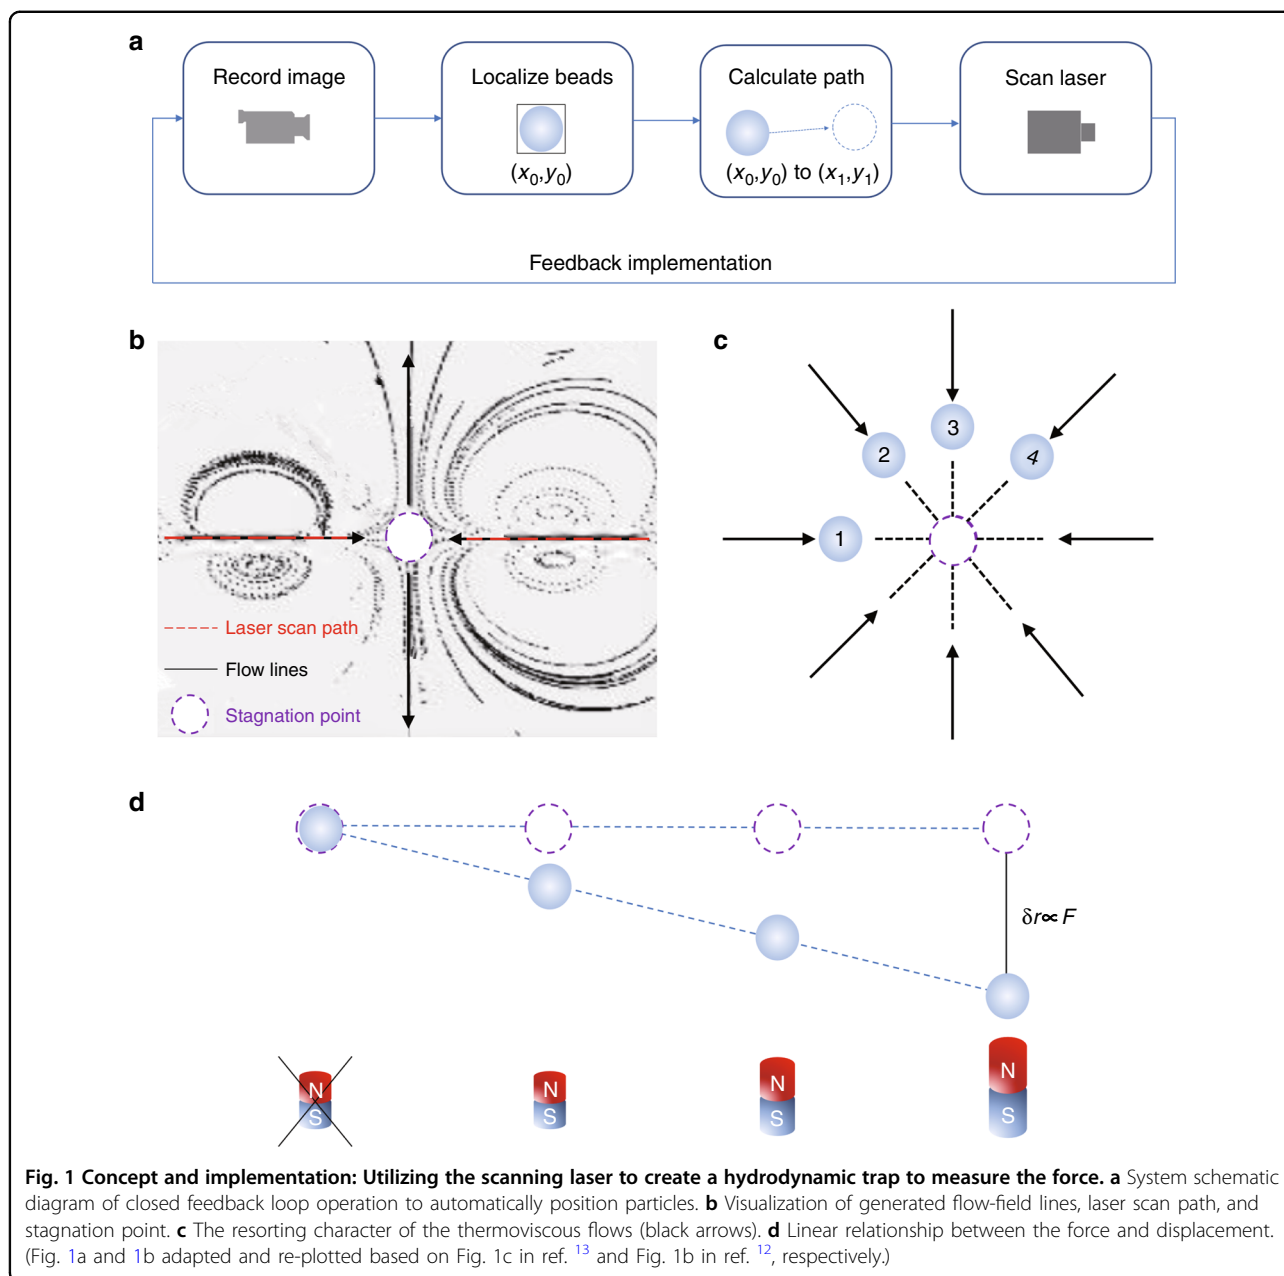 a
Record image
Localize beads
(x0,y0)
Calculate path
(x0,y0) to (x1,y1)
Scan laser
Feedback implementation
b
Laser scan path
Flow lines
Stagnation point
c
1
2
3
4
d
δr∝F
N
S
N
S
N
S
N
S
Fig. 1 Concept and implementation: Utilizing the scanning laser to create a hydrodynamic trap to measure the force. a System schematic
diagram of closed feedback loop operation to automatically position particles. b Visualization of generated flow-field lines, laser scan path, and
stagnation point. c The resorting character of the thermoviscous flows (black arrows). d Linear relationship between the force and displacement.
(Fig. 1a and 1b adapted and re-plotted based on Fig. 1c in ref. 13 and Fig. 1b in ref. 12, respectively.)